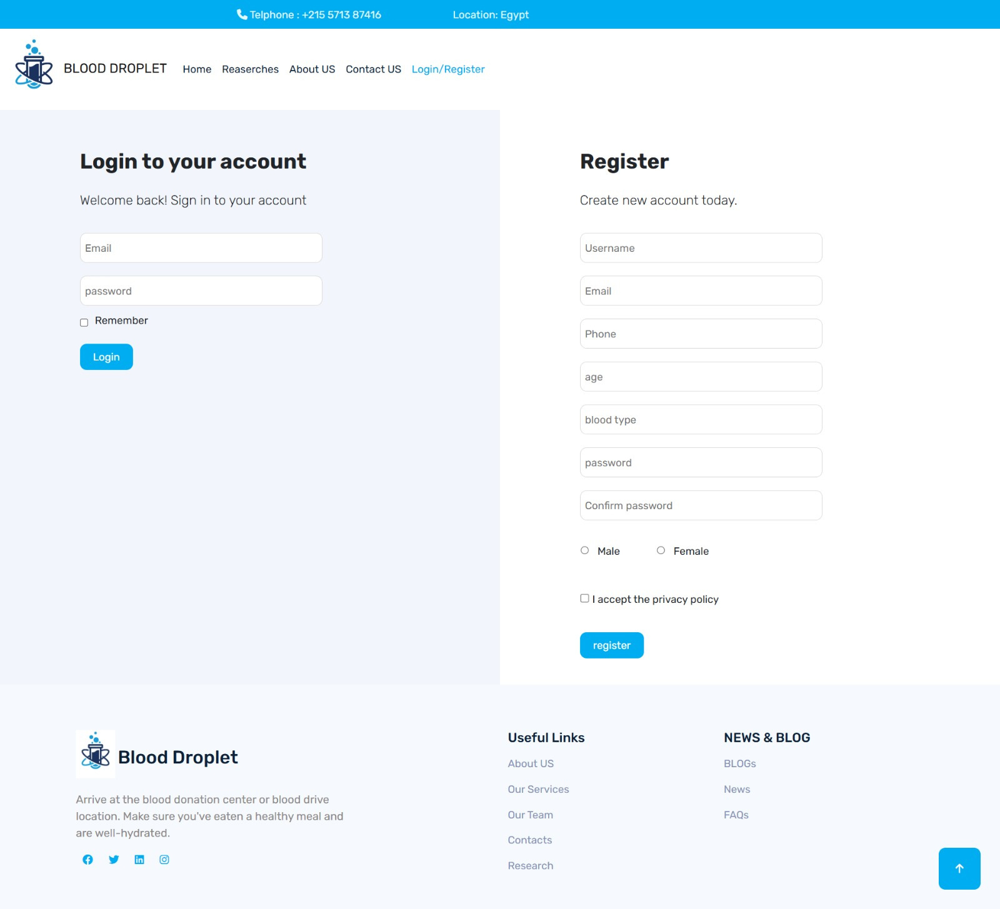 Telphone : +215 5713 87416
Location: Egypt
BLOOD DROPLET
Home
Reaserches
About US
Contact US
Login/Register
Login to your account
Welcome back! Sign in to your account
Email
password
Remember
Login
Register
Create new account today.
Username
Email
Phone
age
blood type
password
Confirm password
Male
Female
I accept the privacy policy
register
Blood Droplet
Arrive at the blood donation center or blood drive
location. Make sure you've eaten a healthy meal and
are well-hydrated.
Useful Links
About US
Our Services
Our Team
Contacts
Research
NEWS & BLOG
BLOGs
News
FAQs